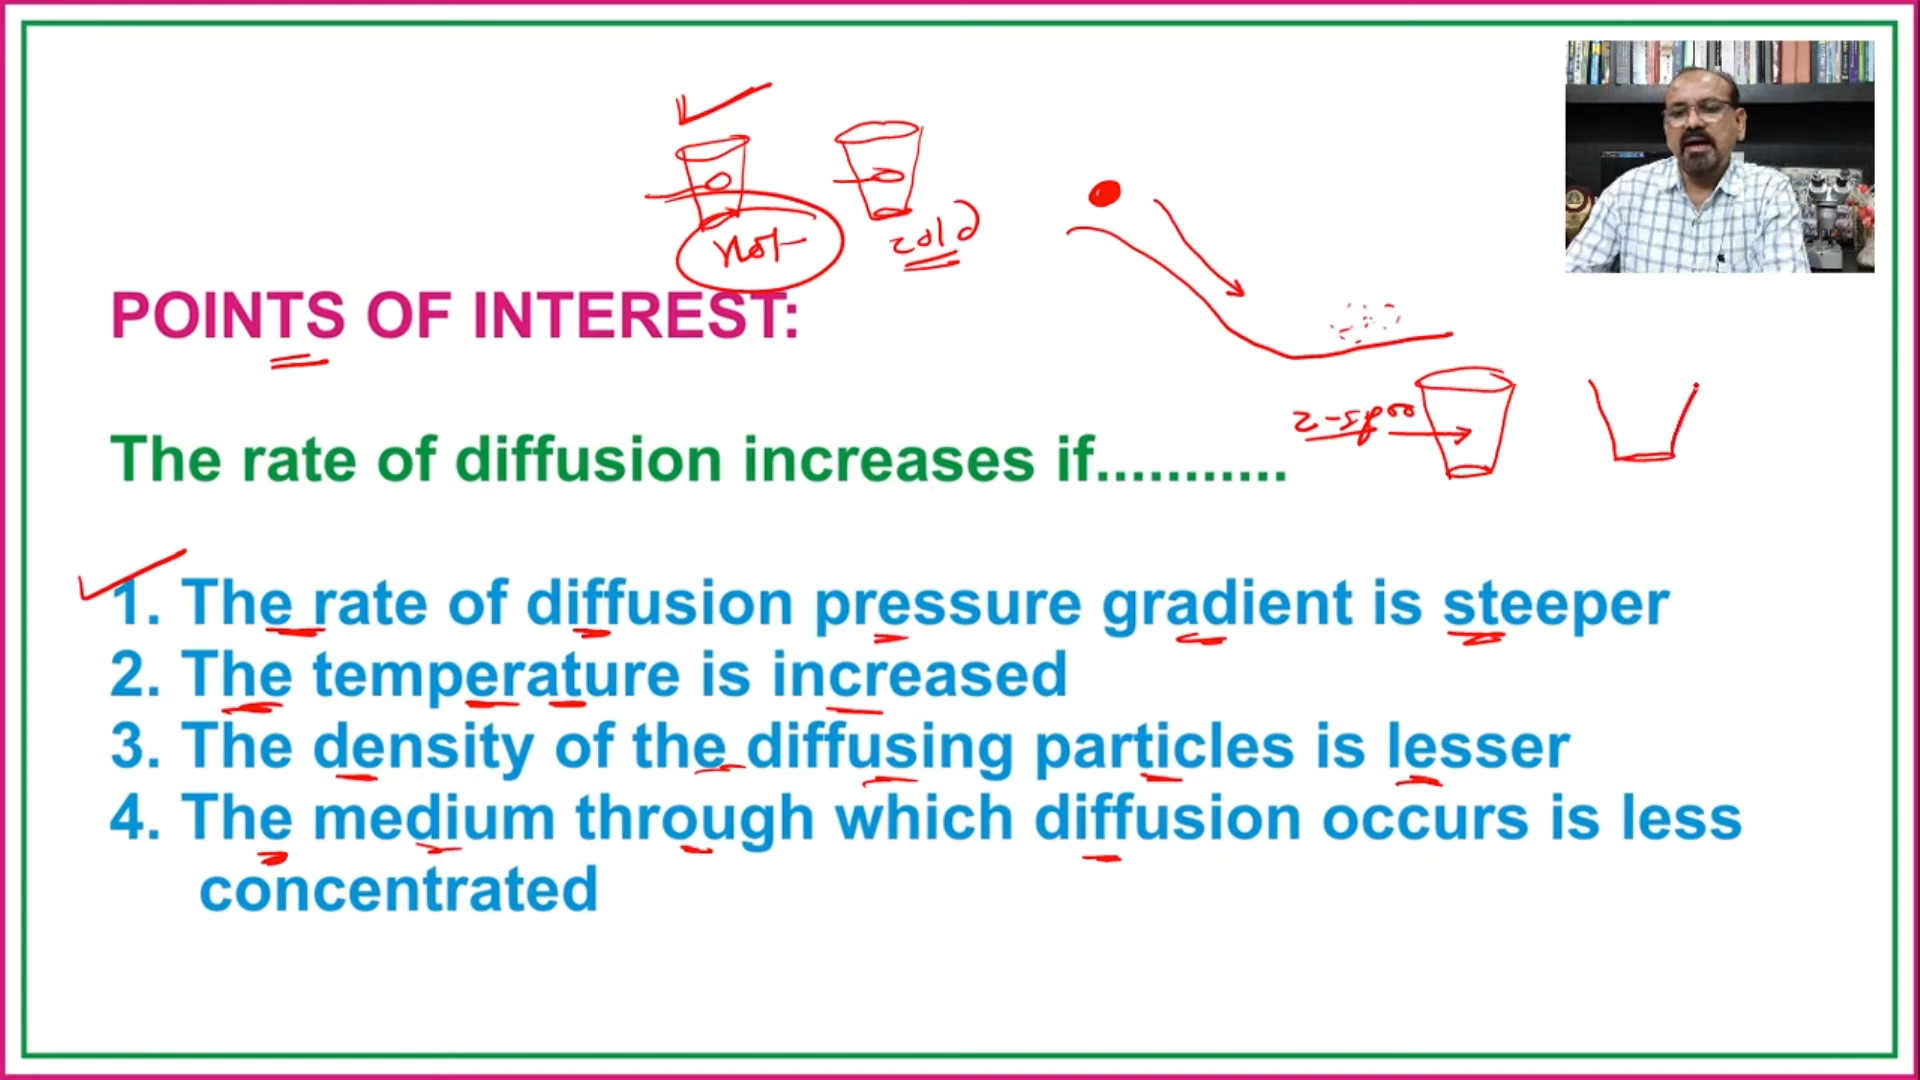 hot
cold
POINTS OF INTEREST:
2-spoo
The rate of diffusion increases if...........
1. The rate of diffusion pressure gradient is steeper
2. The temperature is increased
3. The density of the diffusing particles is lesser
4. The medium through which diffusion occurs is less
concentrated